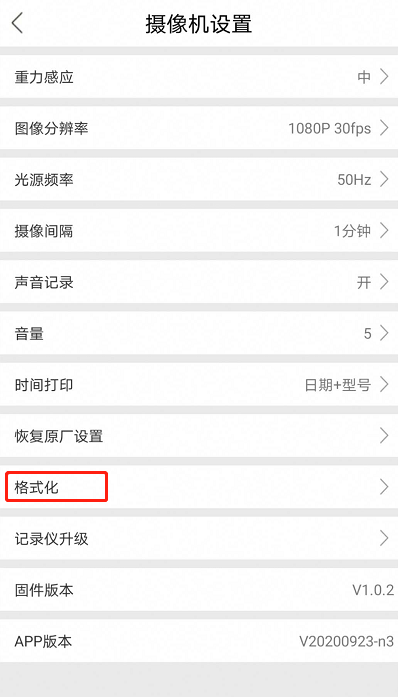 摄像机设置
重力感应 中
图像分辨率 1080P 30fps
光源频率 50Hz
摄像间隔 1分钟
声音记录 开
音量 5
时间打印 日期+型号
恢复原厂设置
格式化
记录仪升级
固件版本 V1.0.2
APP版本 V20200923-n3